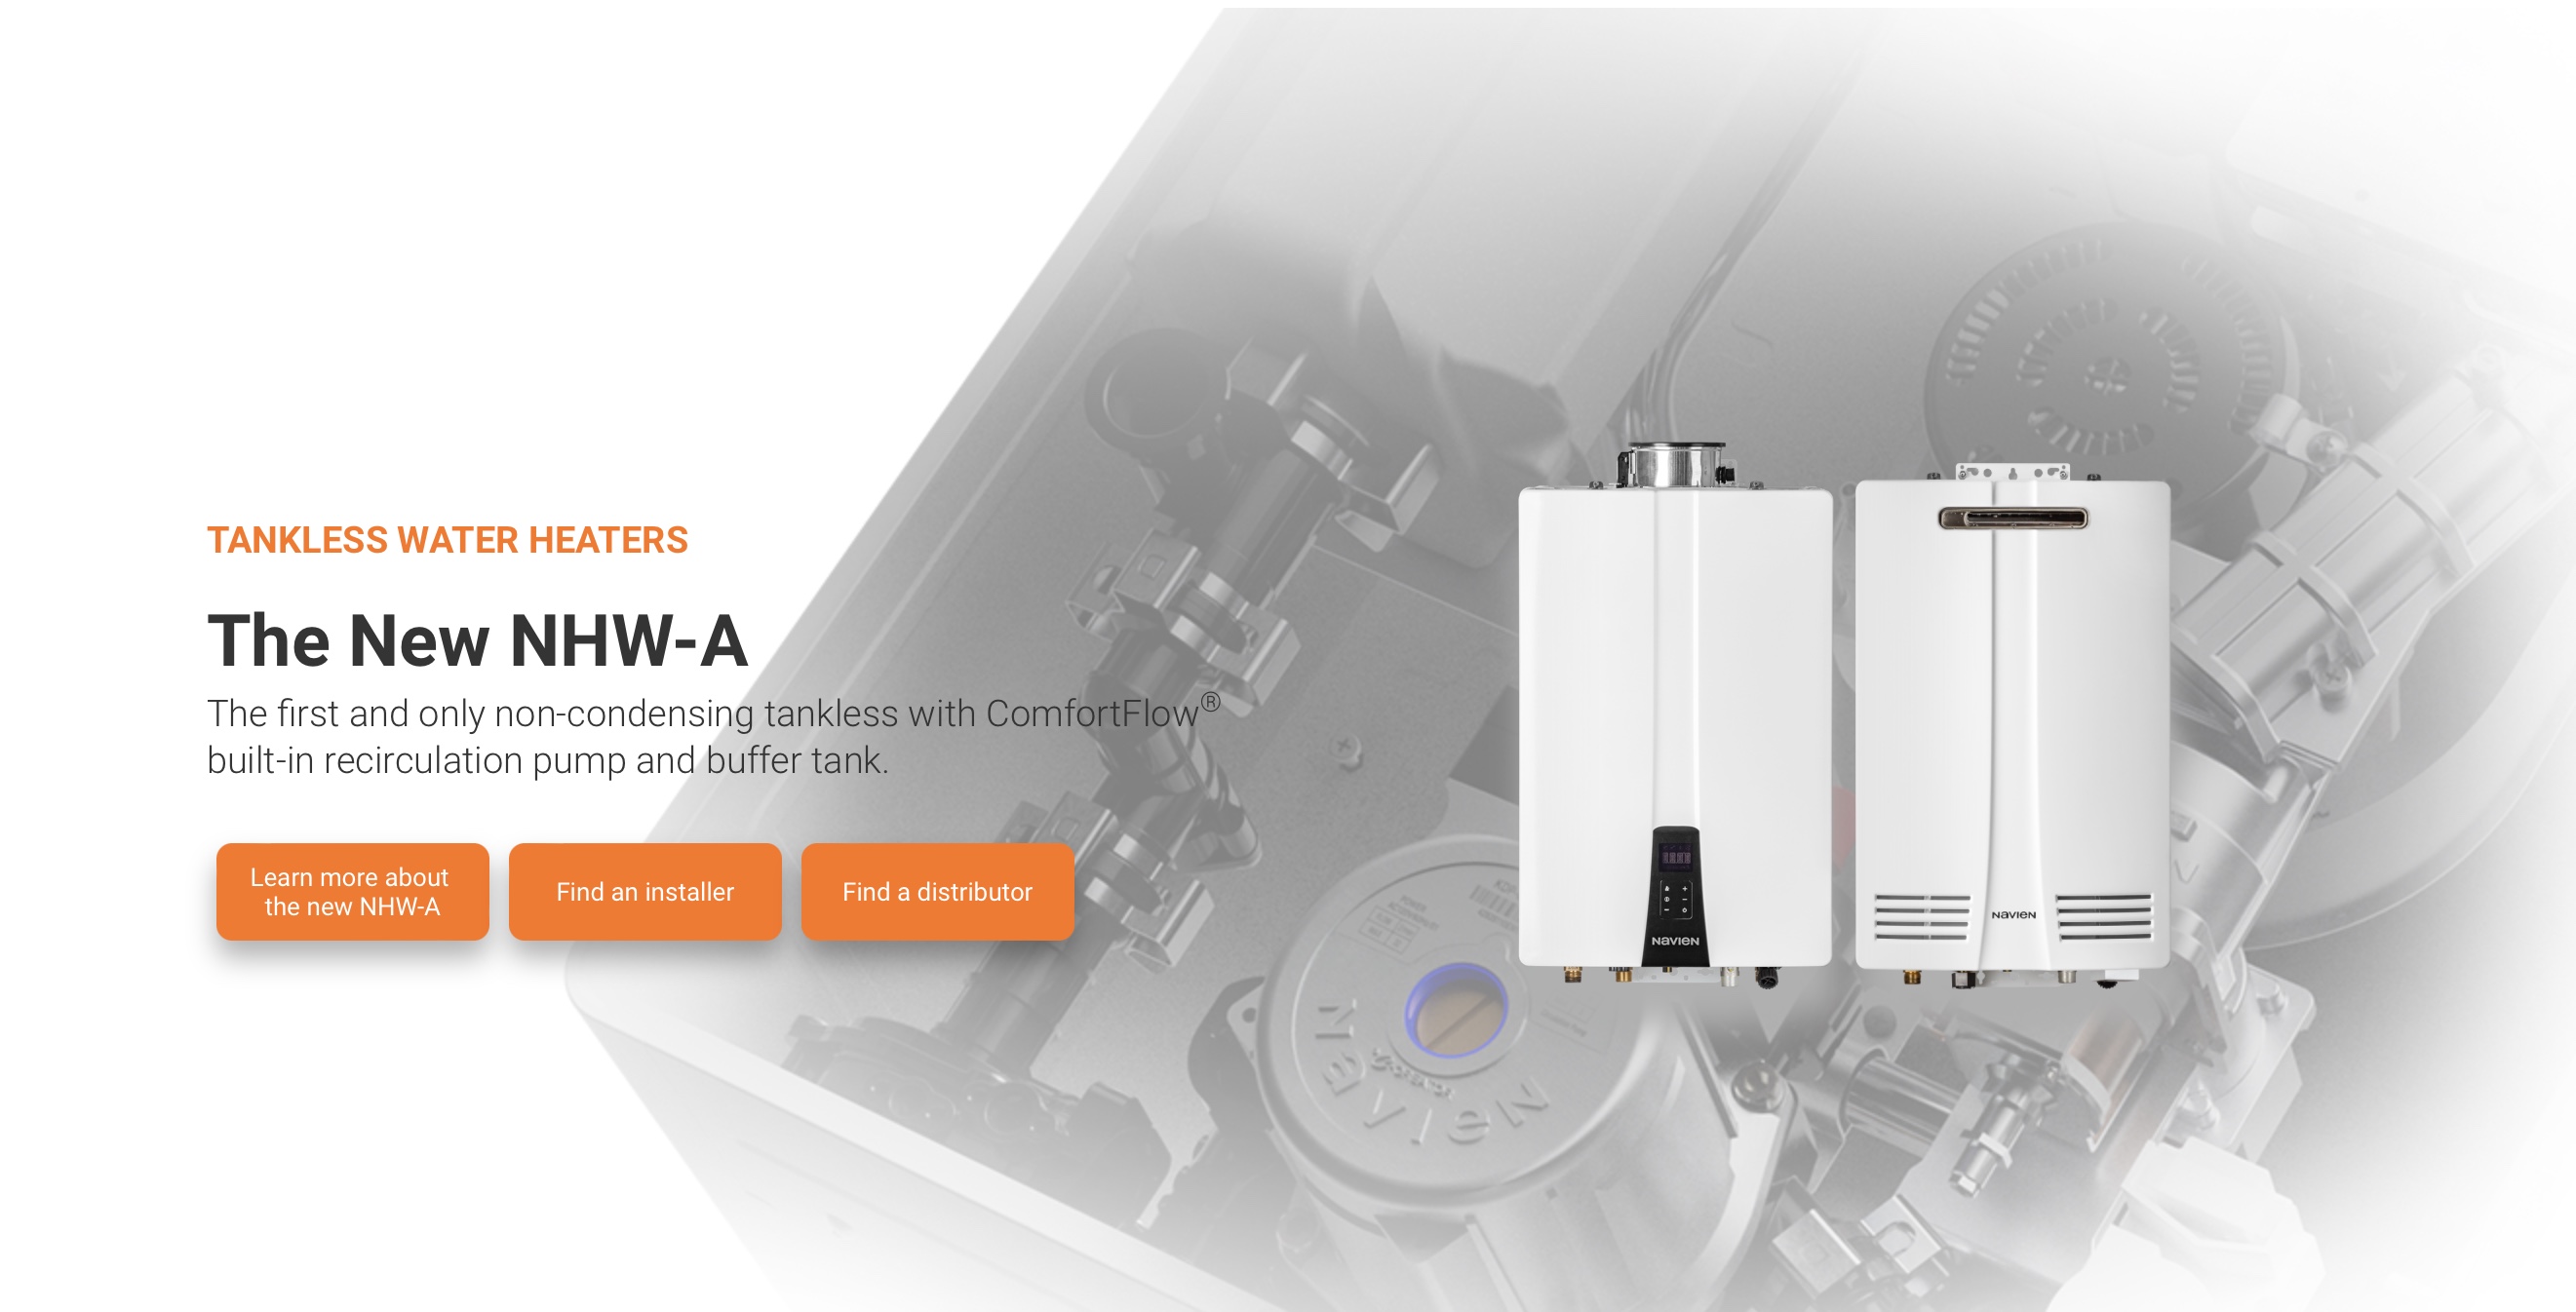 TANKLESS WATER HEATERS
The New NHW-A
The first and only non-condensing tankless with ComfortFlow®
built-in recirculation pump and buffer tank.
Learn more about
the new NHW-A
Find an installer
Find a distributor
NAVIEN
NAVIEN
NAVIEN